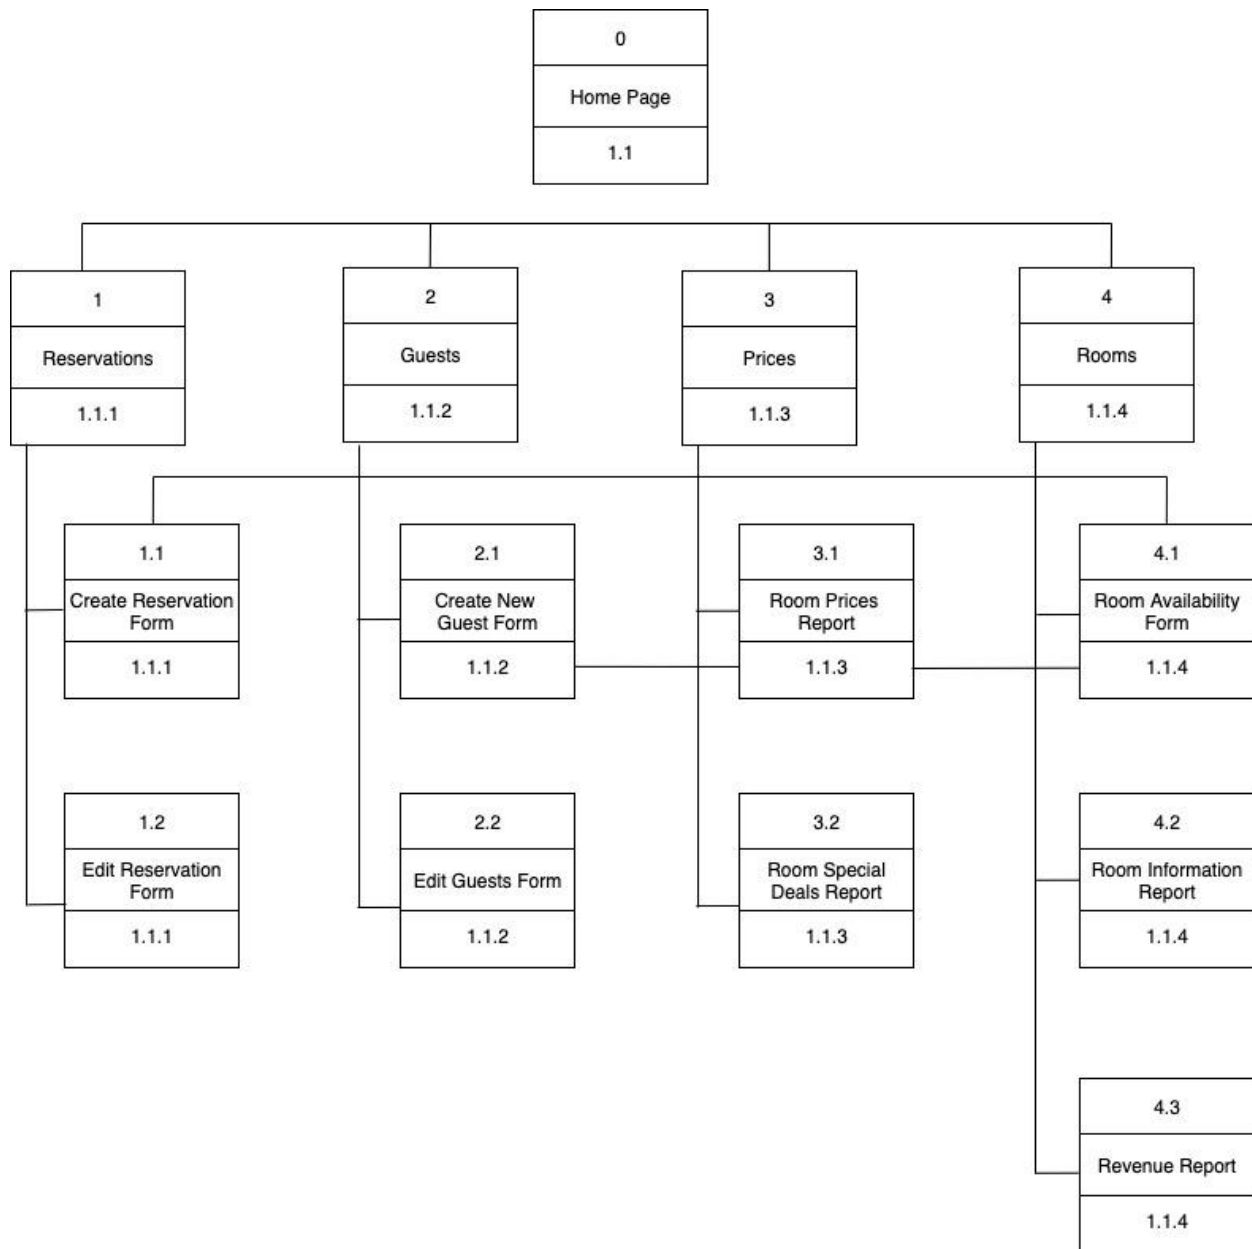 0
Home Page
1.1
1
Reservations
1.1.1
2
Guests
1.1.2
3
Prices
1.1.3
4
Rooms
1.1.4
1.1
Create Reservation
Form
1.1.1
2.1
Create New
Guest Form
1.1.2
3.1
Room Prices
Report
1.1.3
4.1
Room Availability
Form
1.1.4
1.2
Edit Reservation
Form
1.1.1
2.2
Edit Guests Form
1.1.2
3.2
Room Special
Deals Report
1.1.3
4.2
Room Information
Report
1.1.4
4.3
Revenue Report
1.1.4